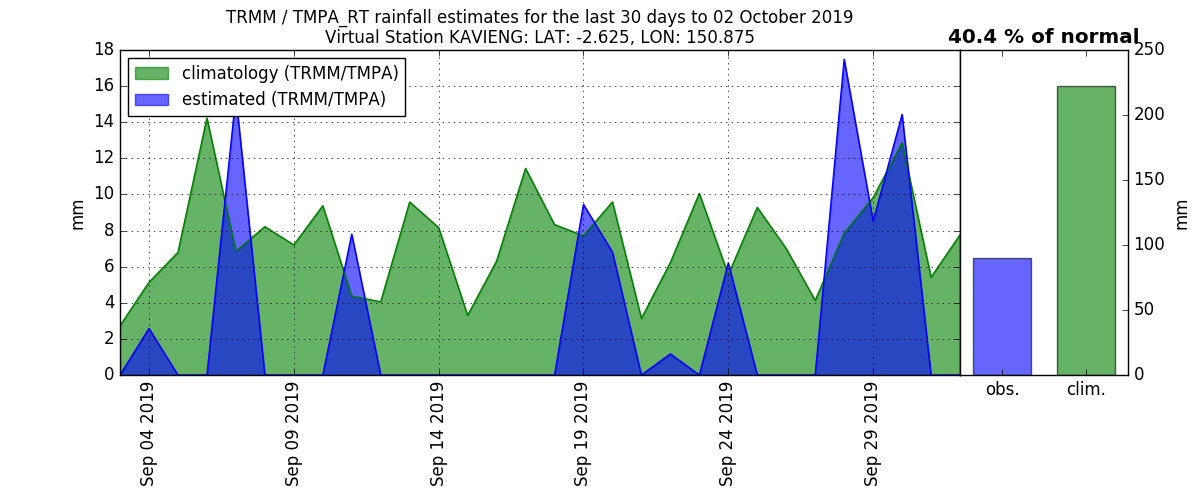 TRMM / TMPA_RT rainfall estimates for the last 30 days to 02 October 2019
Virtual Station KAVIENG: LAT: -2.625, LON: 150.875
40.4 % of normal
climatology (TRMM/TMPA)
estimated (TRMM/TMPA)
18
16
14
12
10
8
6
4
2
0
mm
Sep 04 2019
Sep 09 2019
Sep 14 2019
Sep 19 2019
Sep 24 2019
Sep 29 2019
250
200
150
100
50
0
mm
obs.
clim.